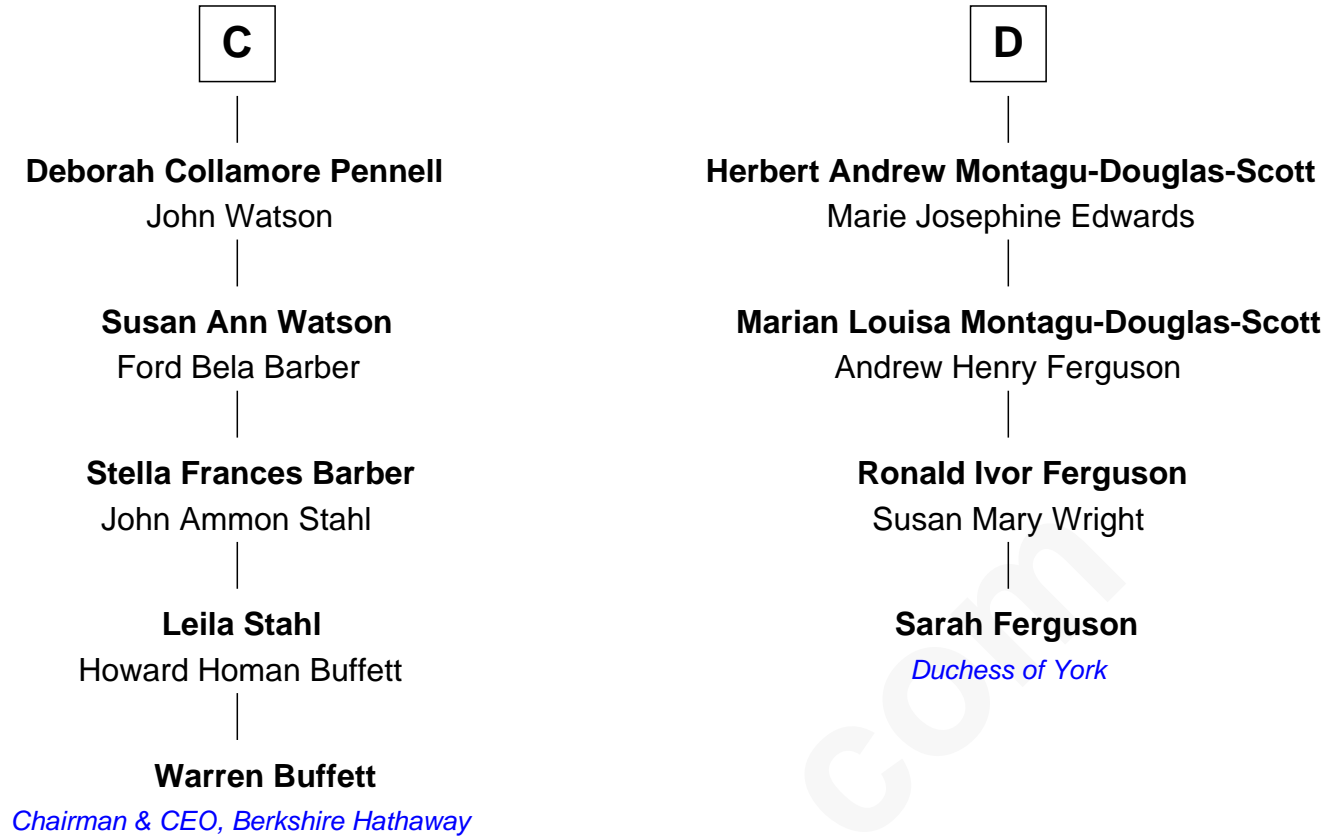 C
Deborah Collamore Pennell
John Watson
Susan Ann Watson
Ford Bela Barber
Stella Frances Barber
John Ammon Stahl
Leila Stahl
Howard Homan Buffett
Warren Buffett
Chairman & CEO, Berkshire Hathaway
D
Herbert Andrew Montagu-Douglas-Scott
Marie Josephine Edwards
Marian Louisa Montagu-Douglas-Scott
Andrew Henry Ferguson
Ronald Ivor Ferguson
Susan Mary Wright
Sarah Ferguson
Duchess of York
com